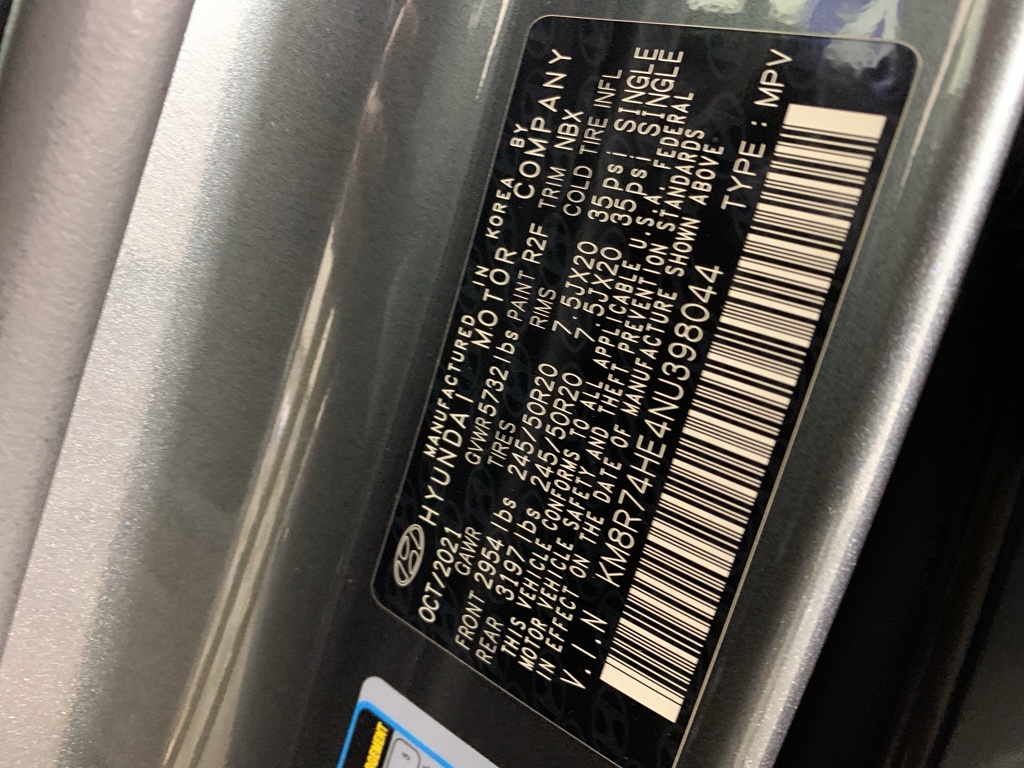 MANUFACTURED IN KOREA BY
HYUNDAI MOTOR COMPANY
OCT/2021 GVWR 5732lbs PANT R2F TRIM NBX
GAWR TIRES RIMS COLD TIRE INFL
FRONT 2954 lbs 245/50R20 7.5JX20 35psi SINGLE
REAR 3197 lbs 245/50R20 7.5JX20 35psi SINGLE
THIS VEHICLE CONFORMS TO ALL APPLICABLE U.S.A. FEDERAL
MOTOR VEHICLE SAFETY AND THEFT PREVENTION STANDARDS
IN EFFECT ON THE DATE OF MANUFACTURE SHOWN ABOVE.
V.I.N KM8R74HE4NU398044 TYPE : MPV